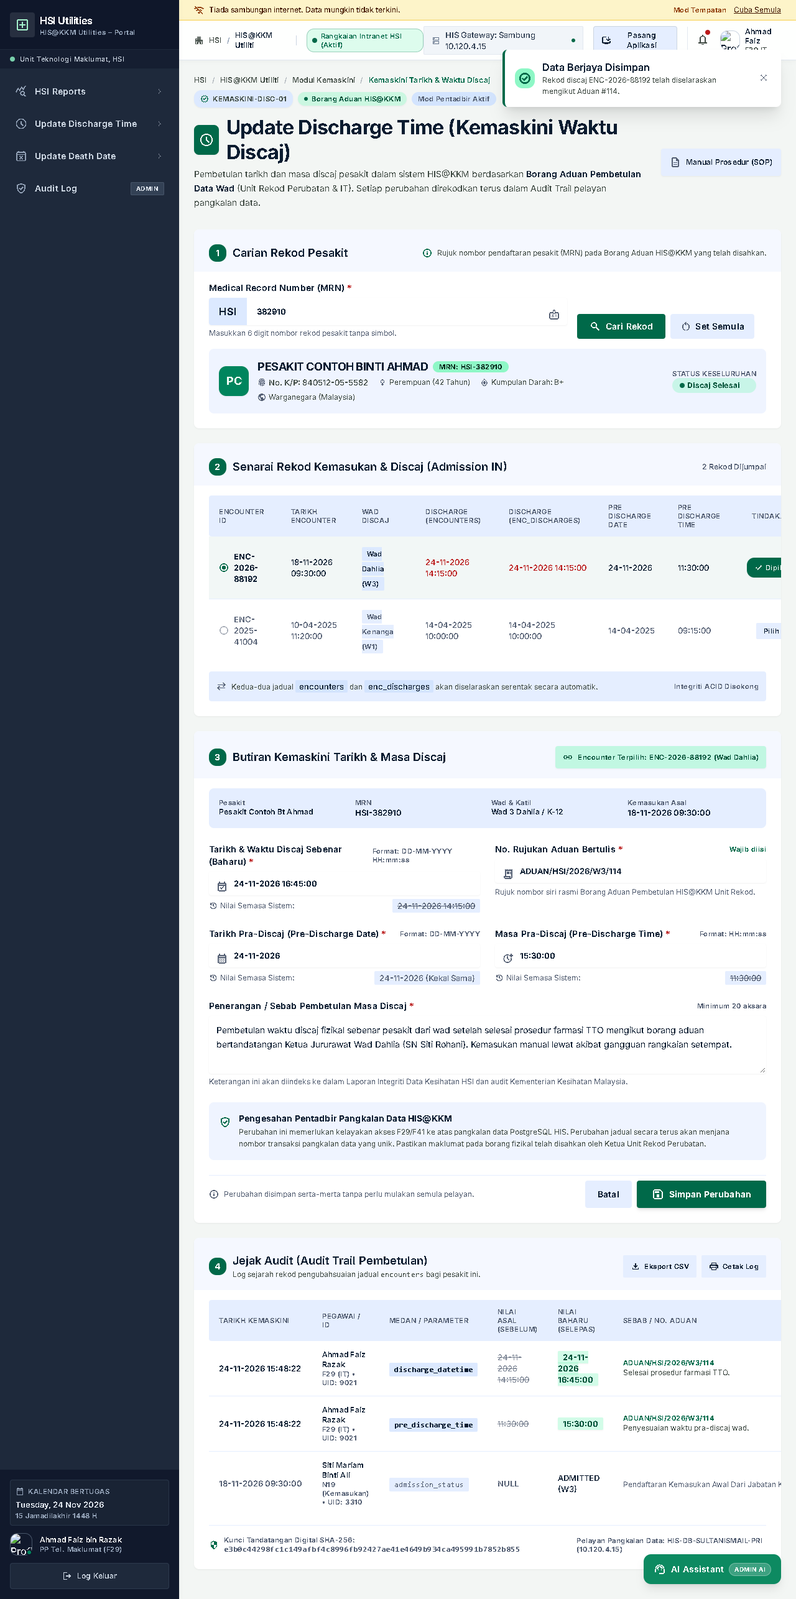 HSI Utilities
HIS@KKM Utilities – Portal
Unit Teknologi Maklumat, HSI
HSI Reports
Update Discharge Time
Update Death Date
Audit Log ADMIN
KALENDAR BERTUGAS
Tuesday, 24 Nov 2026
15 Jamadilakhir 1448 H
Ahmad Faiz bin Razak
PP Tel. Maklumat (F29)
Log Keluar
Tiada sambungan internet. Data mungkin tidak terkini.
Mod Tempatan Cuba Semula
HSI / HIS@KKM Utiliti
Rangkaian Intranet HSI (Aktif)
HIS Gateway: Sambung 10.120.4.15
Pasang Aplikasi
Ahmad Faiz
Data Berjaya Disimpan
Rekod discaj ENC-2026-88192 telah diselaraskan mengikut Aduan #114.
HSI / HIS@KKM Utiliti / Modul Kemaskini / Kemaskini Tarikh & Waktu Discaj
KEMASKINI-DISC-01
Borang Aduan HIS@KKM
Mod Pentadbir Aktif
Update Discharge Time (Kemaskini Waktu Discaj)
Pembetulan tarikh dan masa discaj pesakit dalam sistem HIS@KKM berdasarkan Borang Aduan Pembetulan
Data Wad (Unit Rekod Perubatan & IT). Setiap perubahan direkodkan terus dalam Audit Trail pelayan
pangkalan data.
Manual Prosedur (SOP)
1 Carian Rekod Pesakit
Rujuk nombor pendaftaran pesakit (MRN) pada Borang Aduan HIS@KKM yang telah disahkan.
Medical Record Number (MRN) *
HSI 382910
Masukkan 6 digit nombor rekod pesakit tanpa simbol.
Cari Rekod
Set Semula
PC
PESAKIT CONTOH BINTI AHMAD MRN: HSI-382910
No. K/P: 840512-05-5582 Perempuan (42 Tahun) Kumpulan Darah: B+
Warganegara (Malaysia)
STATUS KESELURUHAN
Discaj Selesai
2 Senarai Rekod Kemasukan & Discaj (Admission IN)
2 Rekod Dijumpai
ENCOUNTER ID TARIKH ENCOUNTER WAD DISCAJ DISCHARGE (ENCOUNTERS) DISCHARGE (ENC_DISCHARGES) PRE DISCHARGE DATE PRE DISCHARGE TIME TINDAK
ENC-2026-88192 18-11-2026 09:30:00 Wad Dahlia (W3) 24-11-2026 14:15:00 24-11-2026 14:15:00 24-11-2026 11:30:00 Dipil
ENC-2025-41004 10-04-2025 11:20:00 Wad Kenanga (W1) 14-04-2025 10:00:00 14-04-2025 10:00:00 14-04-2025 09:15:00 Pilih
Kedua-dua jadual encounters dan enc_discharges akan diselaraskan serentak secara automatik.
Integriti ACID Disokong
3 Butiran Kemaskini Tarikh & Masa Discaj
Encounter Terpilih: ENC-2026-88192 (Wad Dahlia)
Pesakit MRN Wad & Katil Kemasukan Asal
Pesakit Contoh Bt Ahmad HSI-382910 Wad 3 Dahlia / K-12 18-11-2026 09:30:00
Tarikh & Waktu Discaj Sebenar (Baharu) * Format: DD-MM-YYYY HH:mm:ss
24-11-2026 16:45:00
Nilai Semasa Sistem: 24-11-2026 14:15:00
No. Rujukan Aduan Bertulis * Wajib diisi
ADUAN/HSI/2026/W3/114
Rujuk nombor siri rasmi Borang Aduan Pembetulan HIS@KKM Unit Rekod.
Tarikh Pra-Discaj (Pre-Discharge Date) * Format: DD-MM-YYYY
24-11-2026
Nilai Semasa Sistem: 24-11-2026 (Kekal Sama)
Masa Pra-Discaj (Pre-Discharge Time) * Format: HH:mm:ss
15:30:00
Nilai Semasa Sistem: 11:30:00
Penerangan / Sebab Pembetulan Masa Discaj * Minimum 20 aksara
Pembetulan waktu discaj fizikal sebenar pesakit dari wad setelah selesai prosedur farmasi TTO mengikut borang aduan
bertandatangan Ketua Jururawat Wad Dahlia (SN Siti Rohani). Kemasukan manual lewat akibat gangguan rangkaian setempat.
Keterangan ini akan diindeks ke dalam Laporan Integriti Data Kesihatan HSI dan audit Kementerian Kesihatan Malaysia.
Pengesahan Pentadbir Pangkalan Data HIS@KKM
Perubahan ini memerlukan kelayakan akses F29/F41 ke atas pangkalan data PostgreSQL HIS. Perubahan jadual secara terus akan menjana
nombor transaksi pangkalan data yang unik. Pastikan maklumat pada borang fizikal telah disahkan oleh Ketua Unit Rekod Perubatan.
Perubahan disimpan serta-merta tanpa perlu mulakan semula pelayan.
Batal
Simpan Perubahan
4 Jejak Audit (Audit Trail Pembetulan)
Log sejarah rekod pengubahsuaian jadual encounters bagi pesakit ini.
Eksport CSV
Cetak Log
TARIKH KEMASKINI PEGAWAI / ID MEDAN / PARAMETER NILAI ASAL (SEBELUM) NILAI BAHARU (SELEPAS) SEBAB / NO. ADUAN
24-11-2026 15:48:22 Ahmad Faiz Razak F29 (IT) • UID: 9021 discharge_datetime 24-11-2026 14:15:00 24-11-2026 16:45:00 ADUAN/HSI/2026/W3/114 Selesai prosedur farmasi TTO.
24-11-2026 15:48:22 Ahmad Faiz Razak F29 (IT) • UID: 9021 pre_discharge_time 11:30:00 15:30:00 ADUAN/HSI/2026/W3/114 Penyesuaian waktu pra-discaj wad.
18-11-2026 09:30:00 Siti Mariam Binti Ali N19 (Kemasukan) • UID: 3310 admission_status NULL ADMITTED (W3) Pendaftaran Kemasukan Awal Dari Jabatan K
Kunci Tandatangan Digital SHA-256:
e3b0c44298fc1c149afbf4c8996fb92427ae41e4649b934ca495991b7852b855
Pelayan Pangkalan Data: HIS-DB-SULTANISMAIL-PRI (10.120.4.15)
AI Assistant ADMIN AI